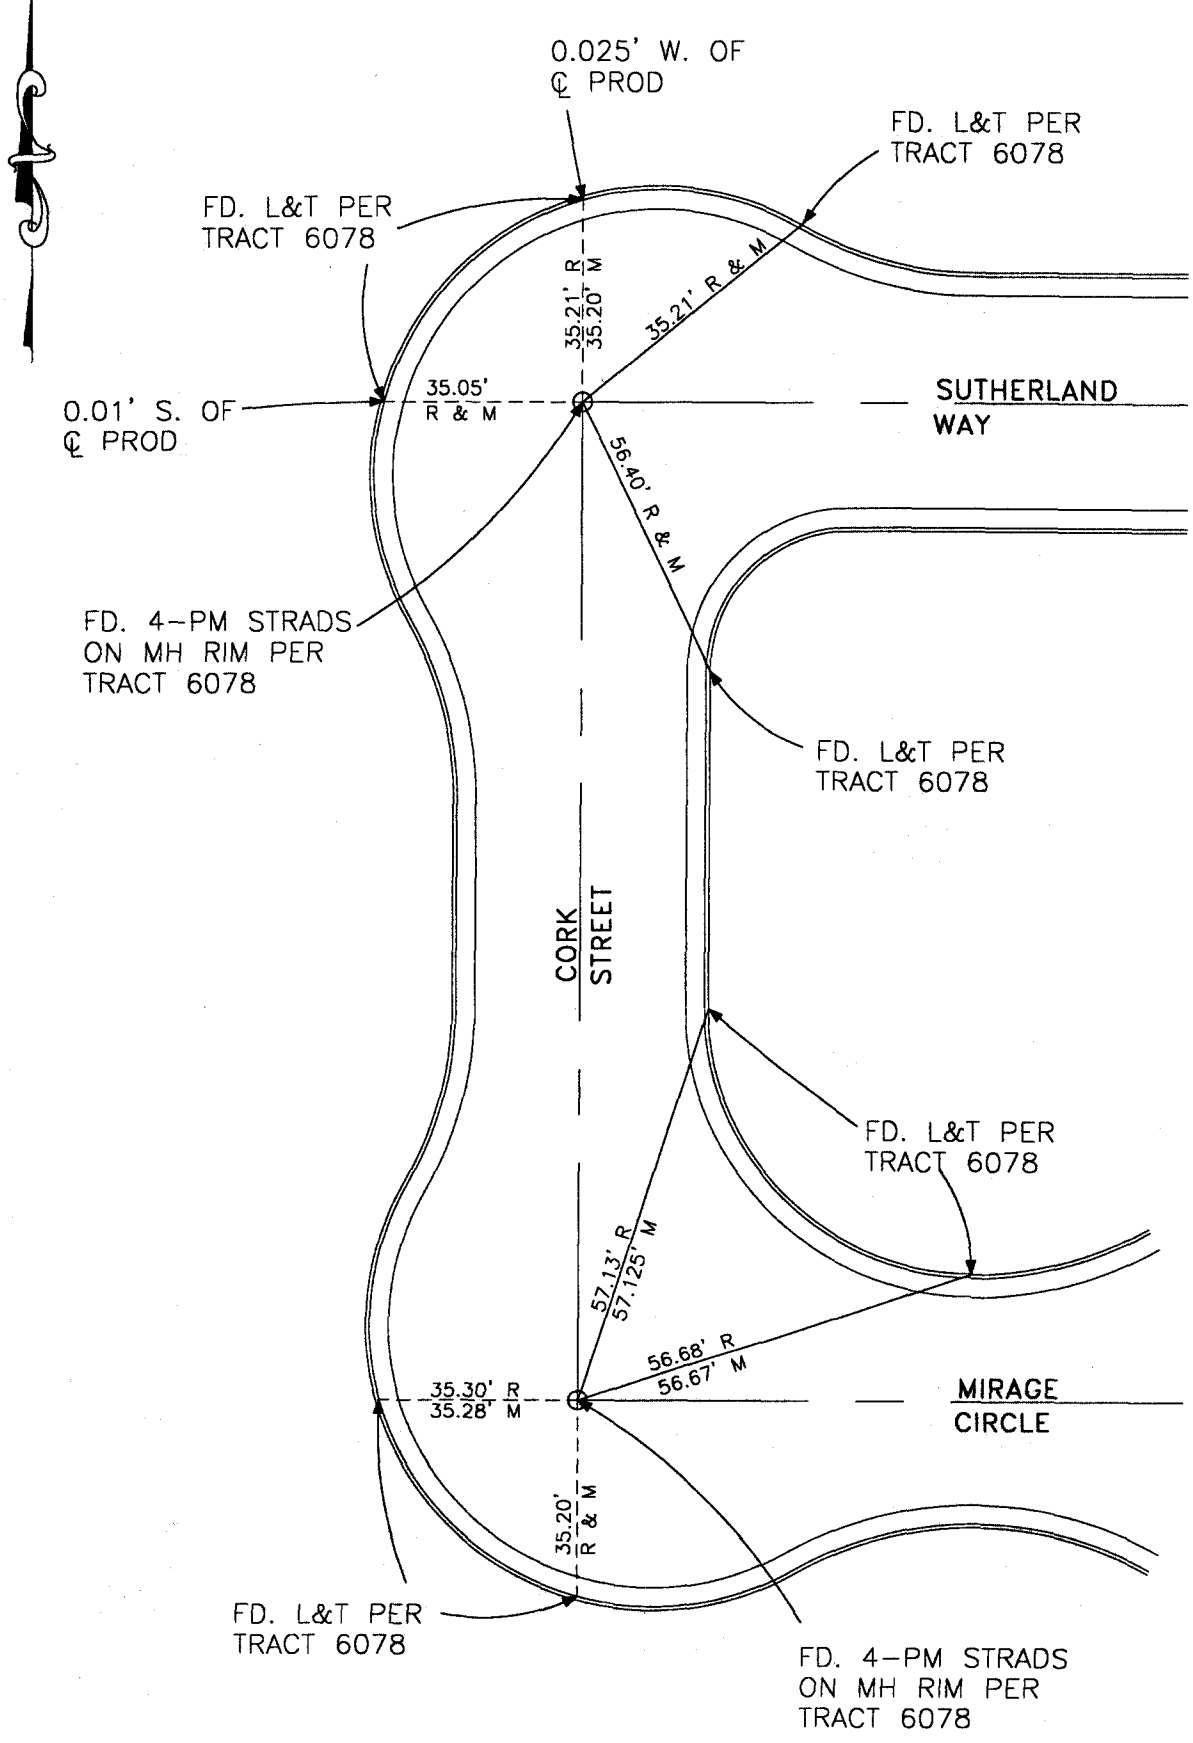 0.025' W. OF
℄ PROD
FD. L&T PER
TRACT 6078
FD. L&T PER
TRACT 6078
35.21' R
35.20' M
35.21' R & M
0.01' S. OF
℄ PROD
35.05'
R & M
SUTHERLAND
WAY
56.40' R & M
FD. 4-PM STRADS
ON MH RIM PER
TRACT 6078
FD. L&T PER
TRACT 6078
CORK
STREET
FD. L&T PER
TRACT 6078
57.13' R
57.125' M
56.68' R
56.67' M
35.30' R
35.28' M
MIRAGE
CIRCLE
35.20'
R & M
FD. L&T PER
TRACT 6078
FD. 4-PM STRADS
ON MH RIM PER
TRACT 6078